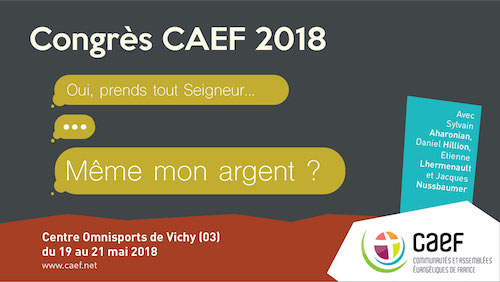 Congrès CAEF 2018
Oui, prends tout Seigneur...
...
Même mon argent ?
Avec
Sylvain
Aharonian,
Daniel Hillion,
Etienne
Lhermenault
et Jacques
Nussbaumer
Centre Omnisports de Vichy (03)
du 19 au 21 mai 2018
www.caef.net
caef
COMMUNAUTÉS ET ASSEMBLÉES
ÉVANGÉLIQUES DE FRANCE